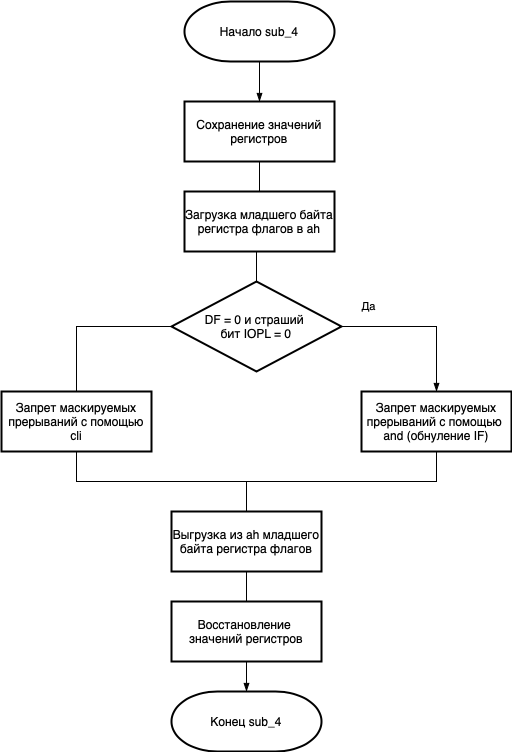 Начало sub_4
Сохранение значений
регистров
Загрузка младшего байта
регистра флагов в ah
DF = 0 и страший
бит IOPL = 0
Да
Запрет маскируемых
прерываний с помощью
cli
Запрет маскируемых
прерываний с помощью
and (обнуление IF)
Выгрузка из ah младшего
байта регистра флагов
Восстановление
значений регистров
Конец sub_4